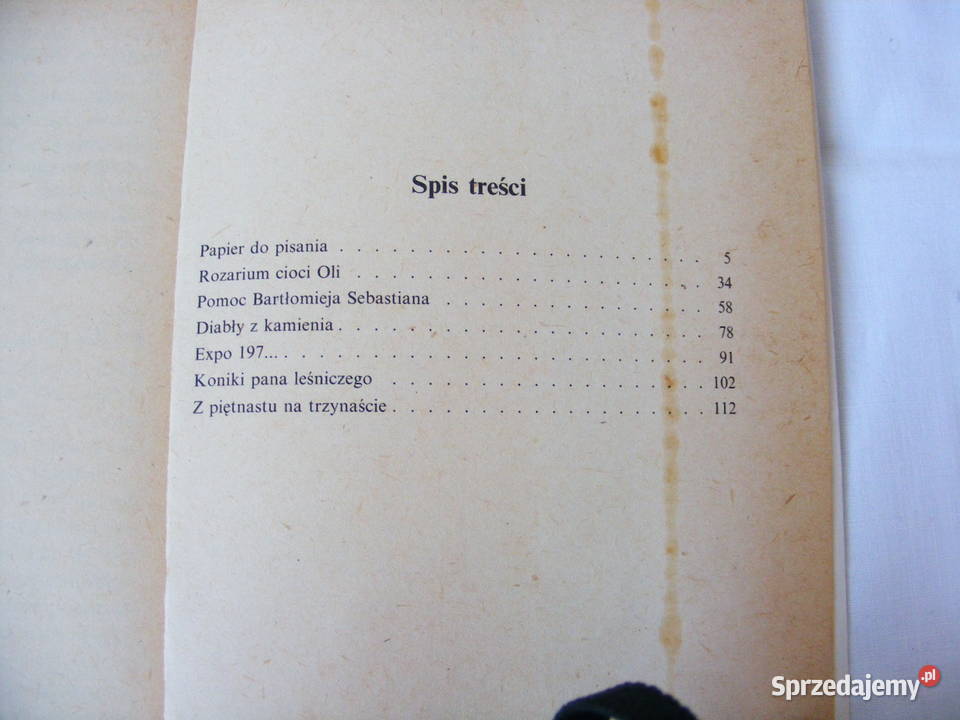 Spis treści
Papier do pisania . . . . . . . . . . . . . . . . . . . . . 5
Rozarium cioci Oli . . . . . . . . . . . . . . . . . . . . 34
Pomoc Bartłomieja Sebastiana . . . . . . . . . . . . . . . 58
Diabły z kamienia . . . . . . . . . . . . . . . . . . . . . 78
Expo 197... . . . . . . . . . . . . . . . . . . . . . . . . 91
Koniki pana leśniczego . . . . . . . . . . . . . . . . . . 102
Z piętnastu na trzynaście . . . . . . . . . . . . . . . . . 112
Sprzedajemy.pl